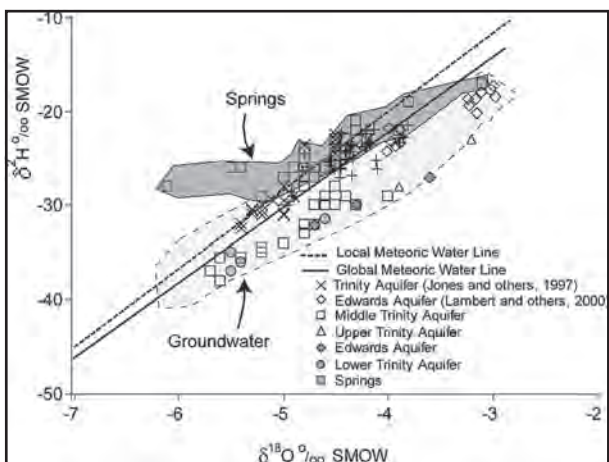 -10
-20
-30
-40
-50
δ²H º/ₒₒ SMOW
Springs
Groundwater
Local Meteoric Water Line
Global Meteoric Water Line
Trinity Aquifer (Jones and others, 1997)
Edwards Aquifer (Lambert and others, 2000)
Middle Trinity Aquifer
Upper Trinity Aquifer
Edwards Aquifer
Lower Trinity Aquifer
Springs
-7 -6 -5 -4 -3 -2
δ¹⁸O º/ₒₒ SMOW